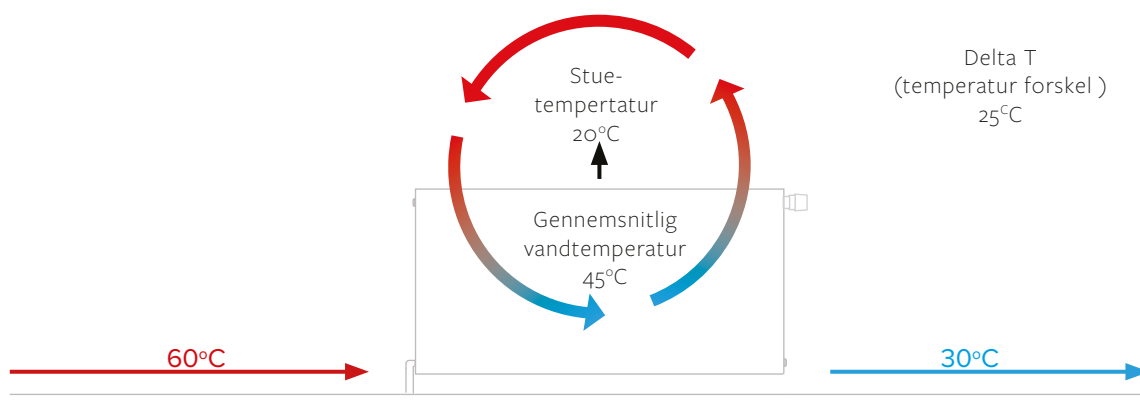 Stue-
tempertatur
20°C
Delta T
(temperatur forskel )
25°C
Gennemsnitlig
vandtemperatur
45°C
60°C
30°C